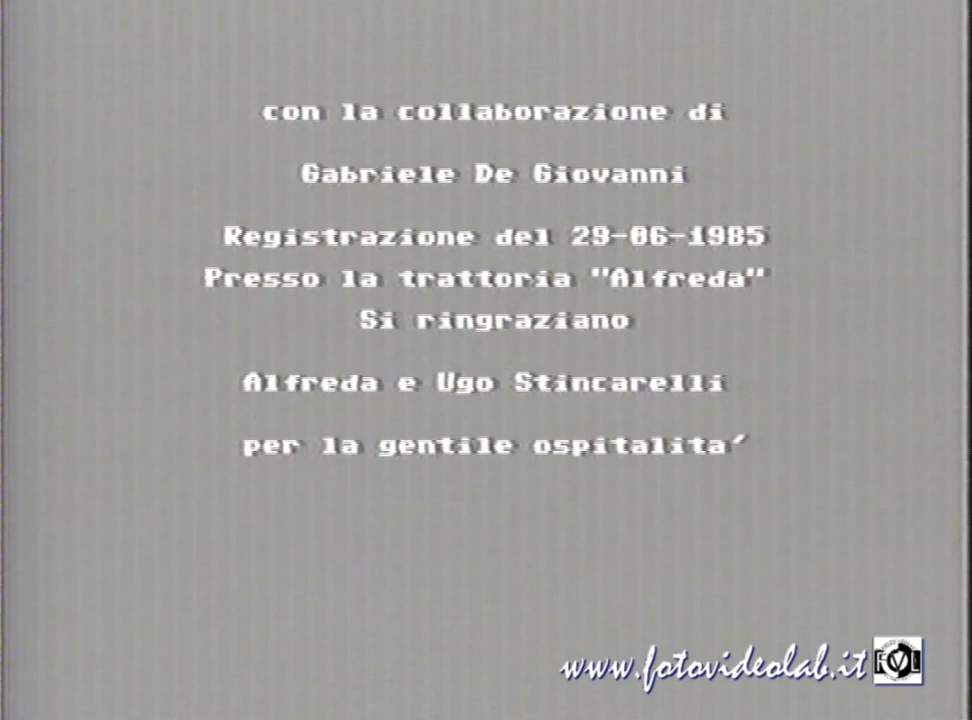 con la collaborazione di
Gabriele De Giovanni
Registrazione del 29-06-1985
Presso la trattoria "Alfreda"
Si ringraziano
Alfreda e Ugo Stincarelli
per la gentile ospitalita'
www.fotovideolab.it FVL